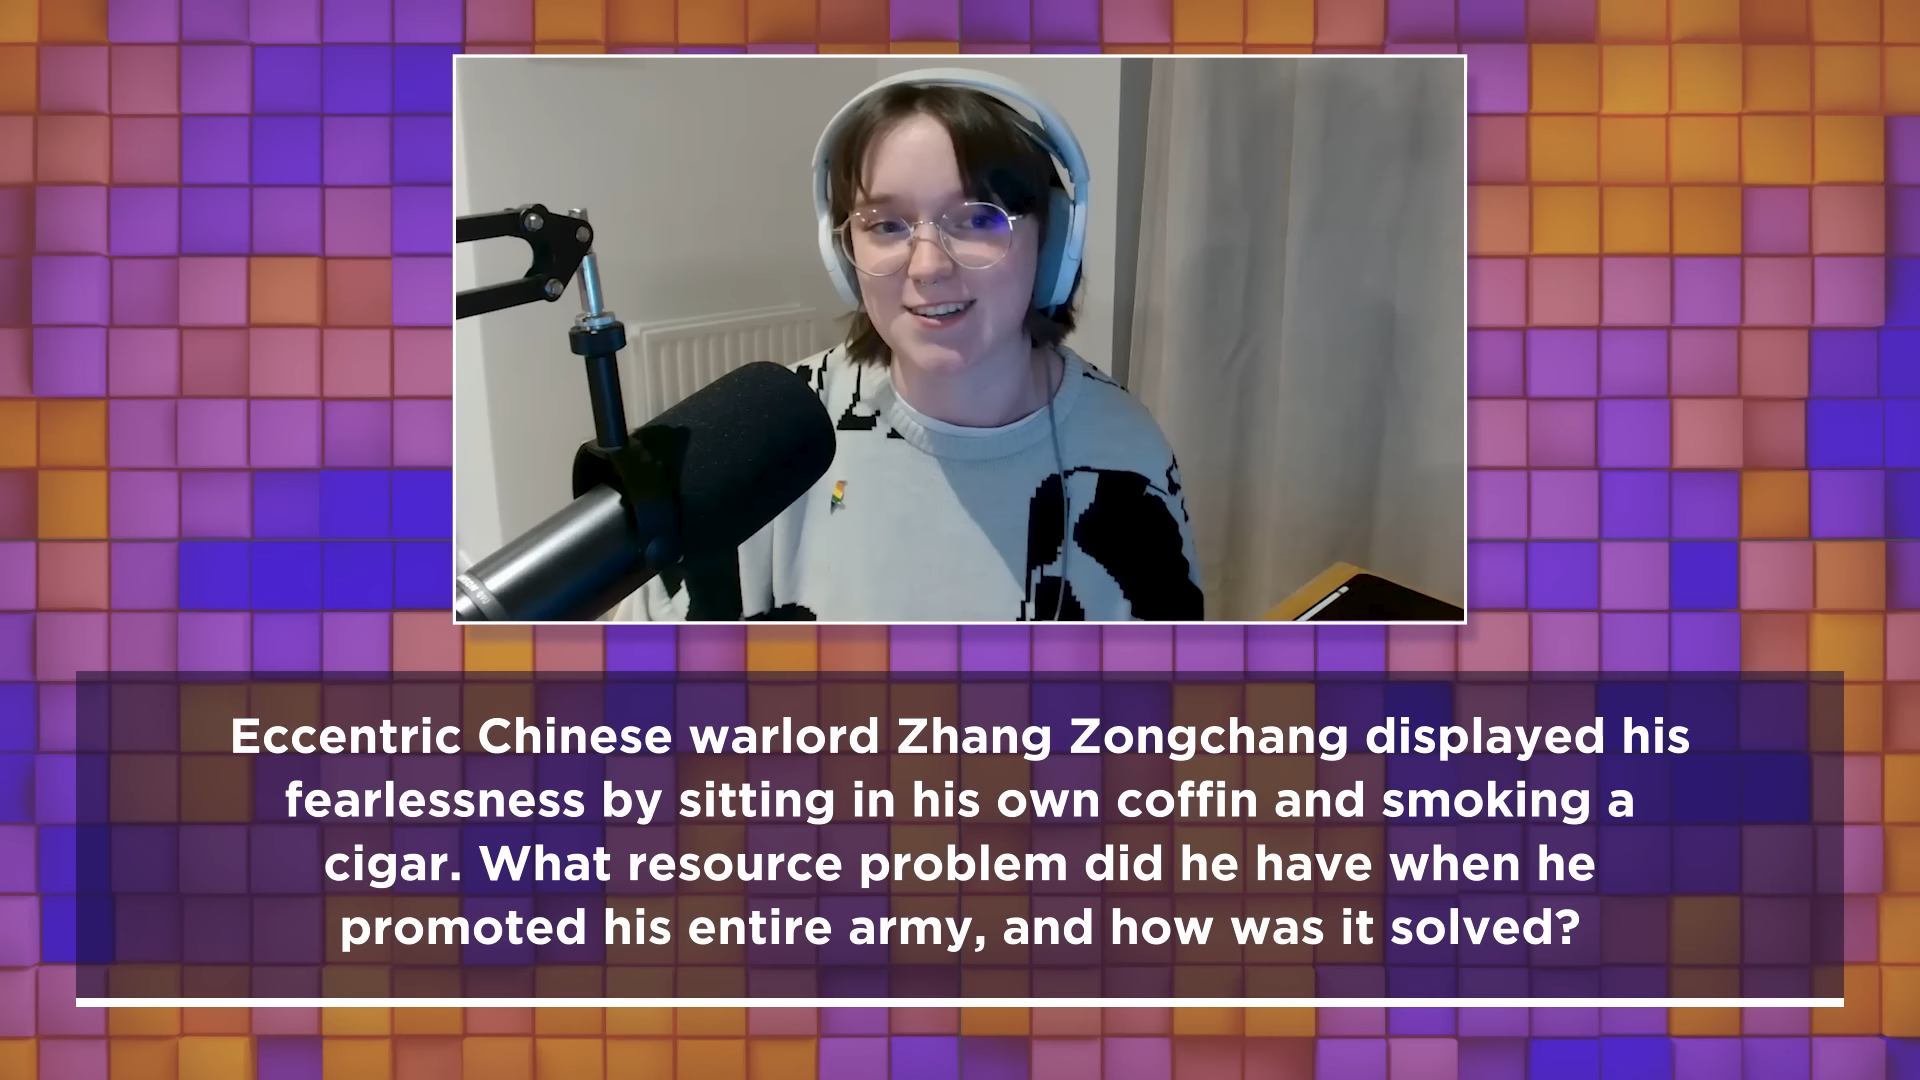 Eccentric Chinese warlord Zhang Zongchang displayed his
fearlessness by sitting in his own coffin and smoking a
cigar. What resource problem did he have when he
promoted his entire army, and how was it solved?